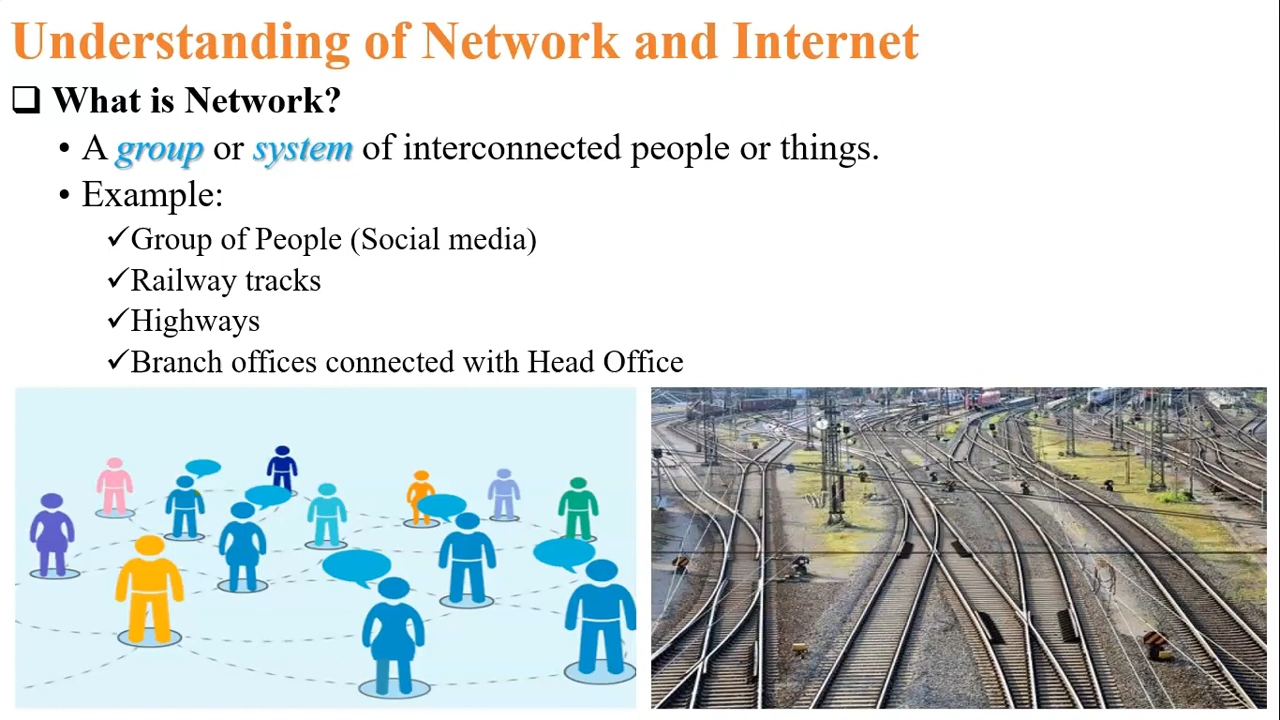 Understanding of Network and Internet
❑ What is Network?
• A group or system of interconnected people or things.
• Example:
✓Group of People (Social media)
✓Railway tracks
✓Highways
✓Branch offices connected with Head Office